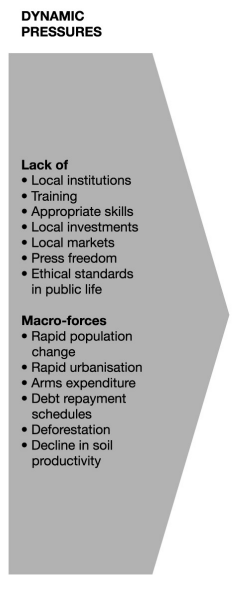 DYNAMIC
PRESSURES
Lack of
• Local institutions
• Training
• Appropriate skills
• Local investments
• Local markets
• Press freedom
• Ethical standards
in public life
Macro-forces
• Rapid population
change
• Rapid urbanisation
• Arms expenditure
• Debt repayment
schedules
• Deforestation
• Decline in soil
productivity